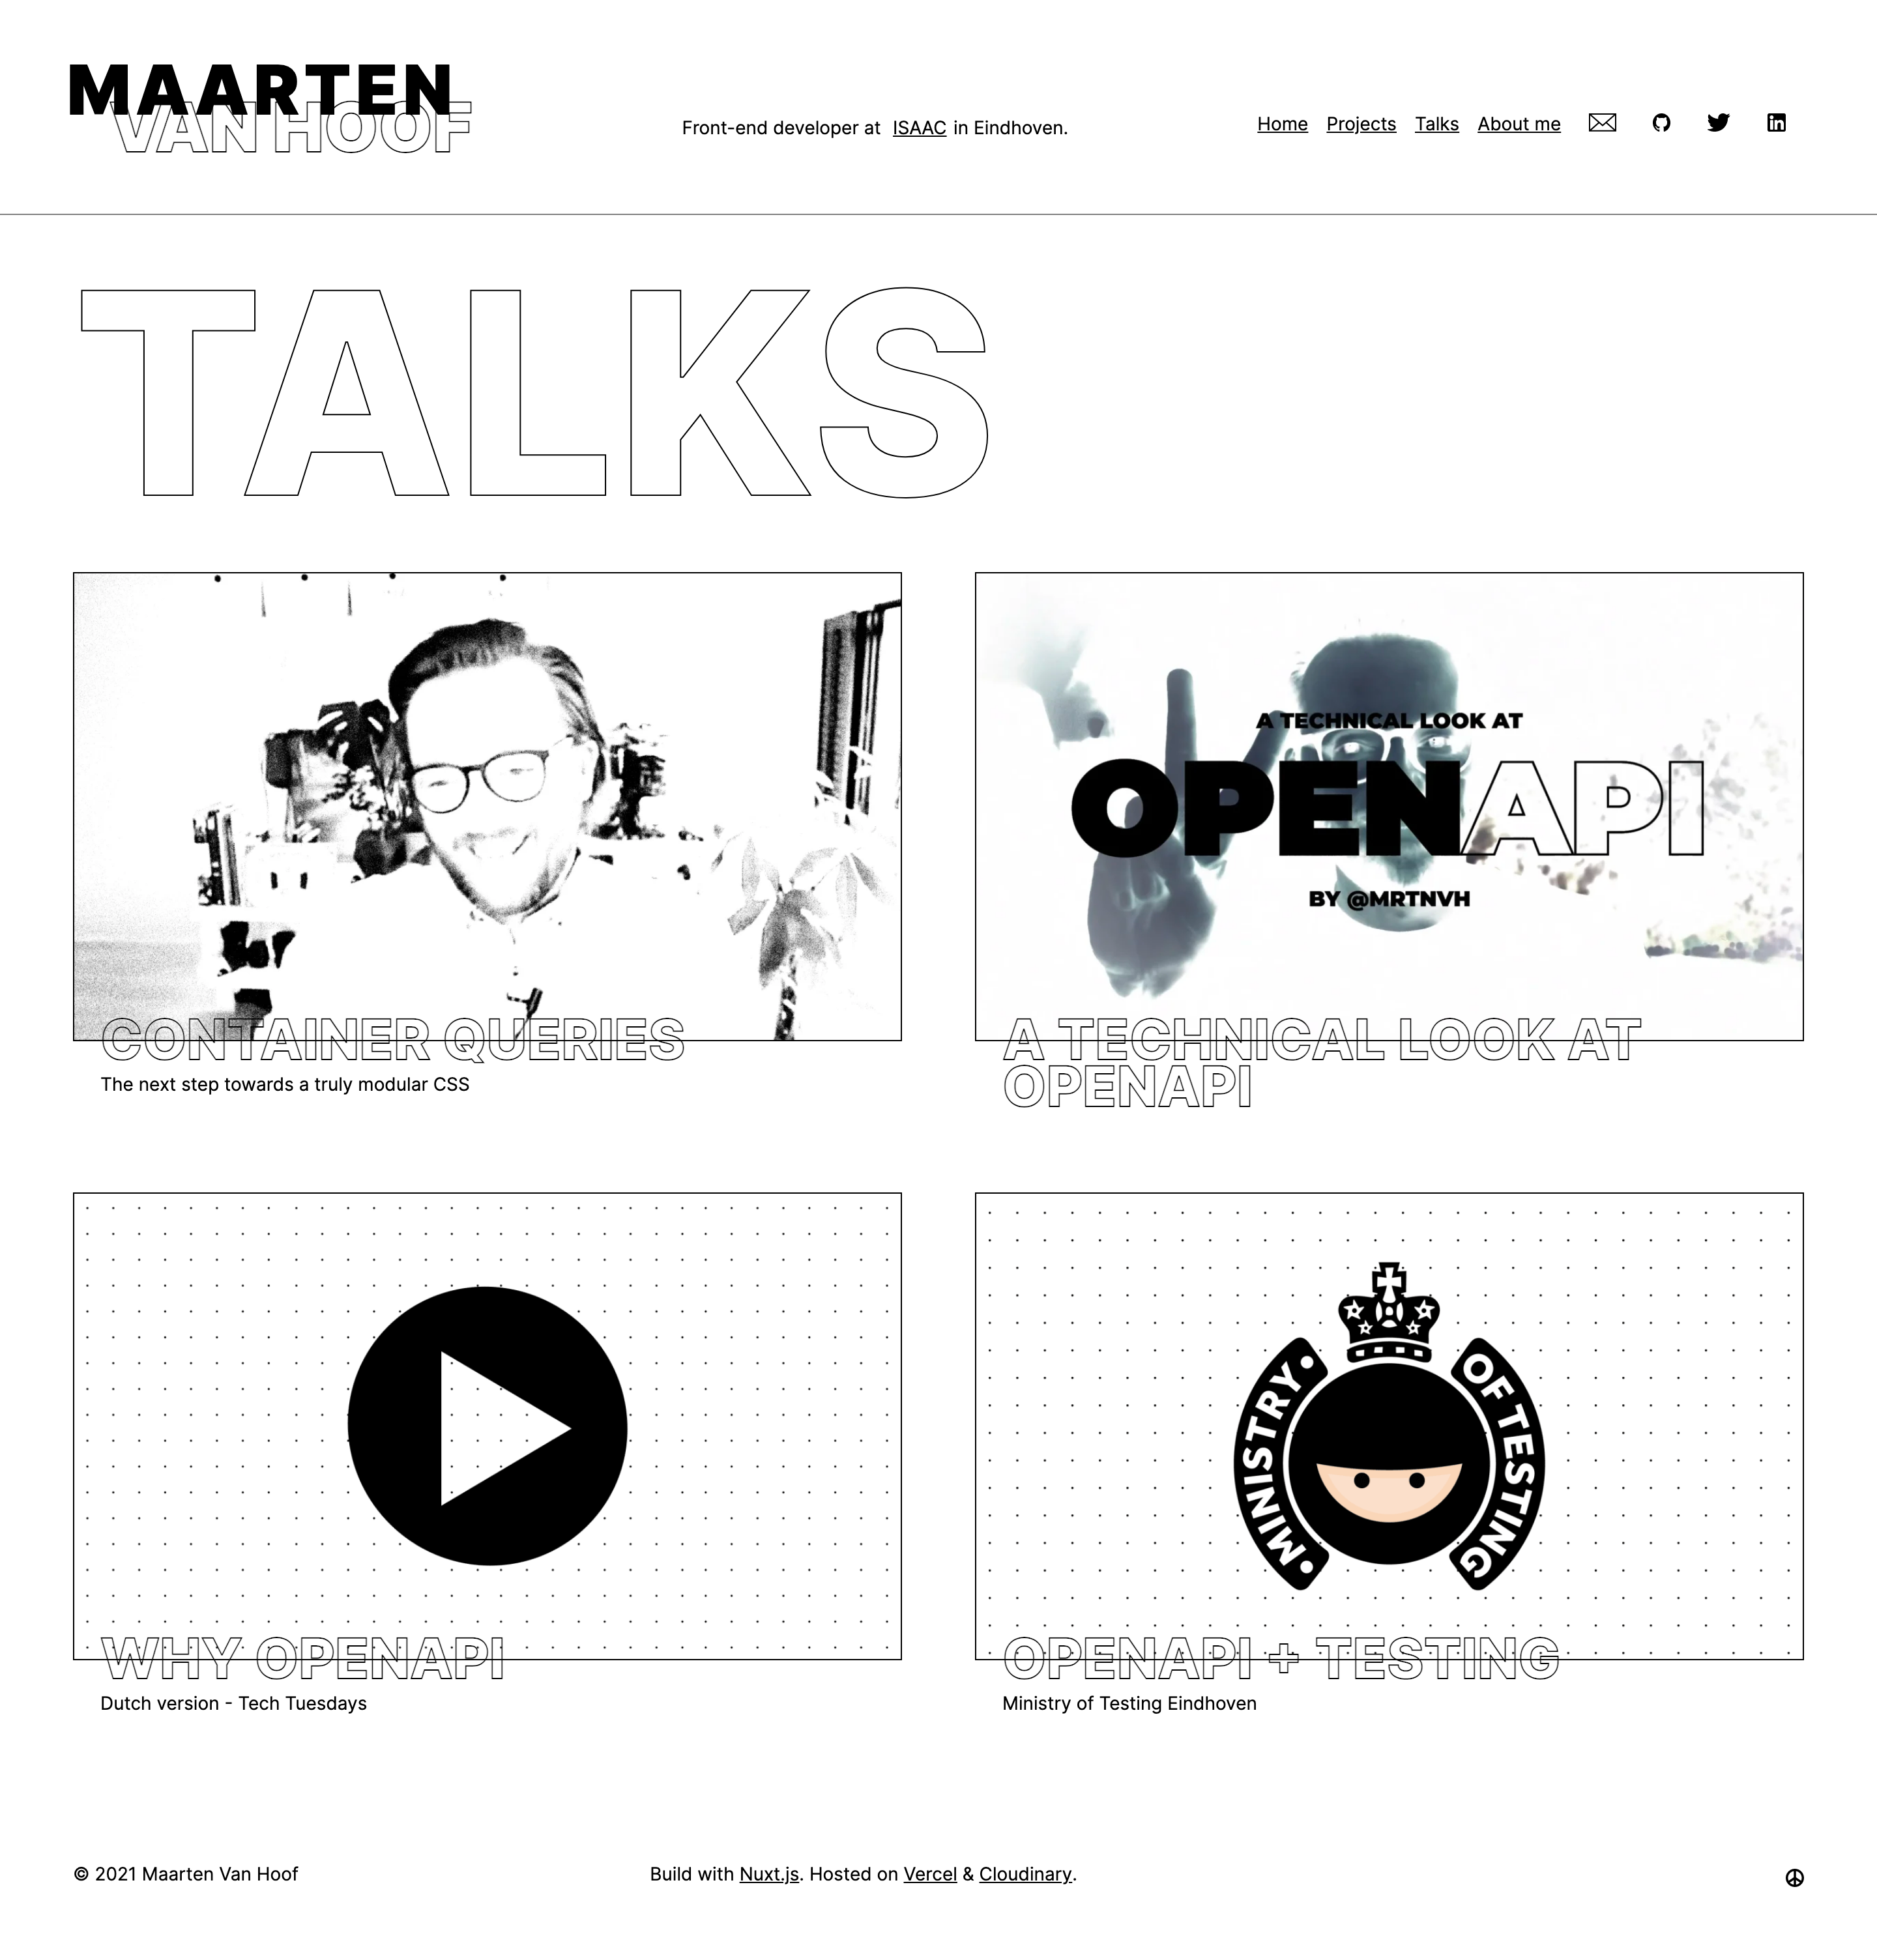 MAARTEN
VAN HOOF
Front-end developer at ISAAC in Eindhoven.
Home Projects Talks About me
TALKS
A TECHNICAL LOOK AT
OPENAPI
BY @MRTNVH
CONTAINER QUERIES
The next step towards a truly modular CSS
A TECHNICAL LOOK AT
OPENAPI
MINISTRY
OF TESTING
WHY OPENAPI
Dutch version - Tech Tuesdays
OPENAPI + TESTING
Ministry of Testing Eindhoven
© 2021 Maarten Van Hoof
Build with Nuxt.js. Hosted on Vercel & Cloudinary.